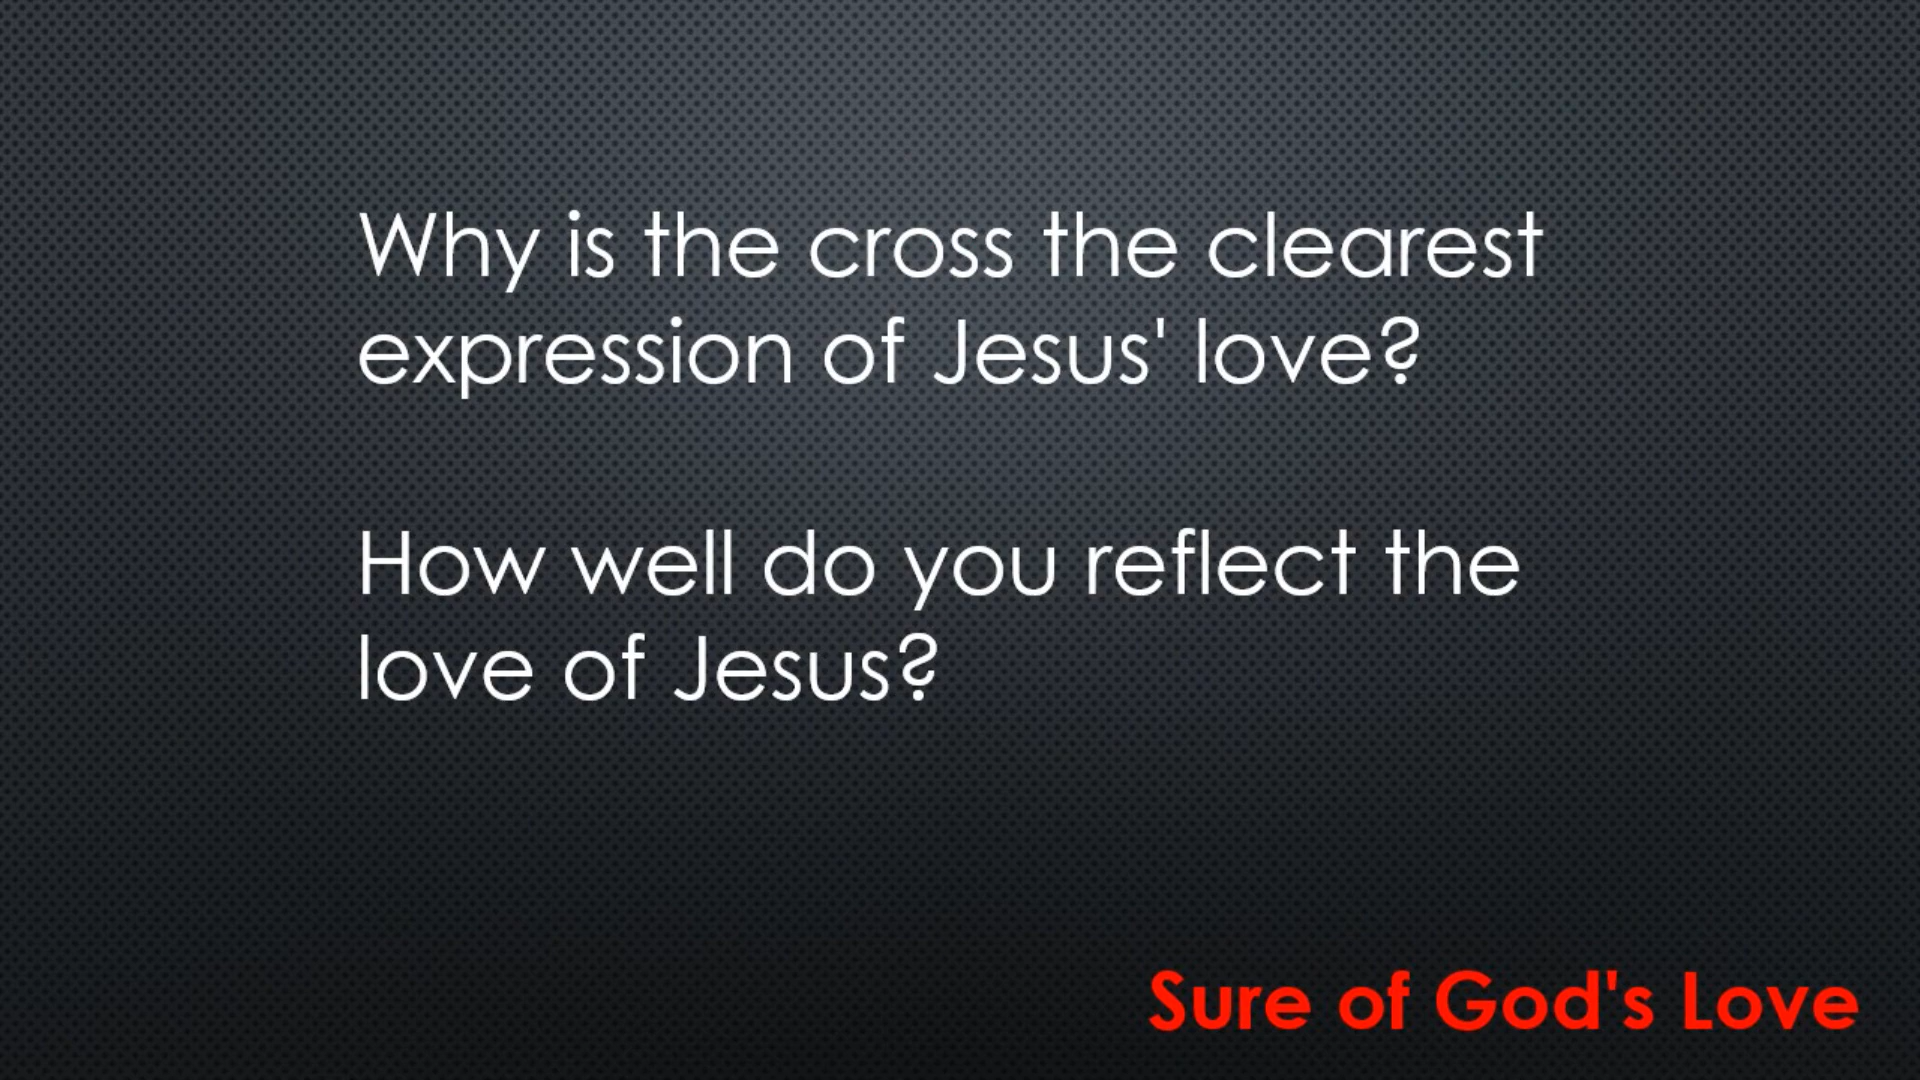 Why is the cross the clearest
expression of Jesus' love?
How well do you reflect the
love of Jesus?
Sure of God's Love